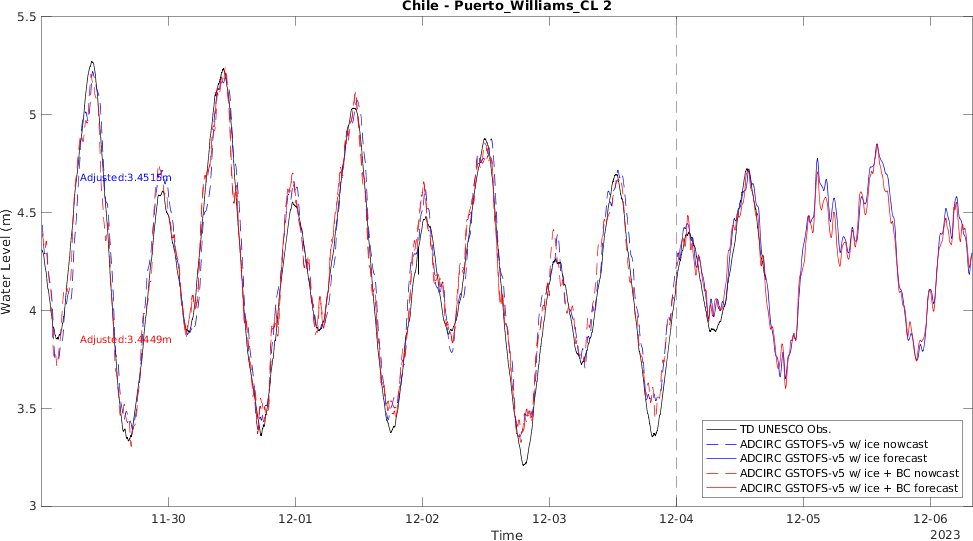 Chile - Puerto_Williams_CL 2
5.5
5
4.5
4
3.5
3
Water Level (m)
Adjusted:3.4515m
Adjusted:3.4449m
TD UNESCO Obs.
ADCIRC GSTOFS-v5 w/ ice nowcast
ADCIRC GSTOFS-v5 w/ ice forecast
ADCIRC GSTOFS-v5 w/ ice + BC nowcast
ADCIRC GSTOFS-v5 w/ ice + BC forecast
11-30 12-01 12-02 12-03 12-04 12-05 12-06
Time
2023